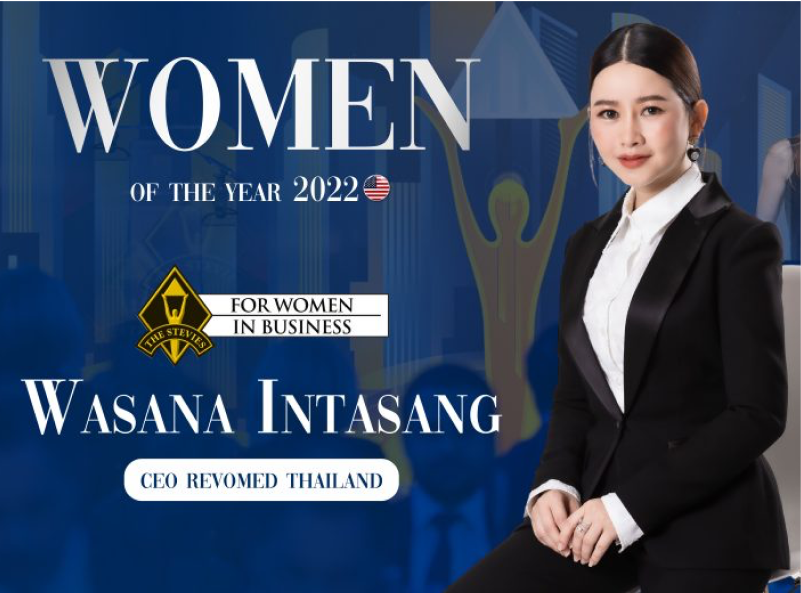 WOMEN
OF THE YEAR 2022
THE STEVIES
FOR WOMEN
IN BUSINESS
WASANA INTASANG
CEO REVOMED THAILAND